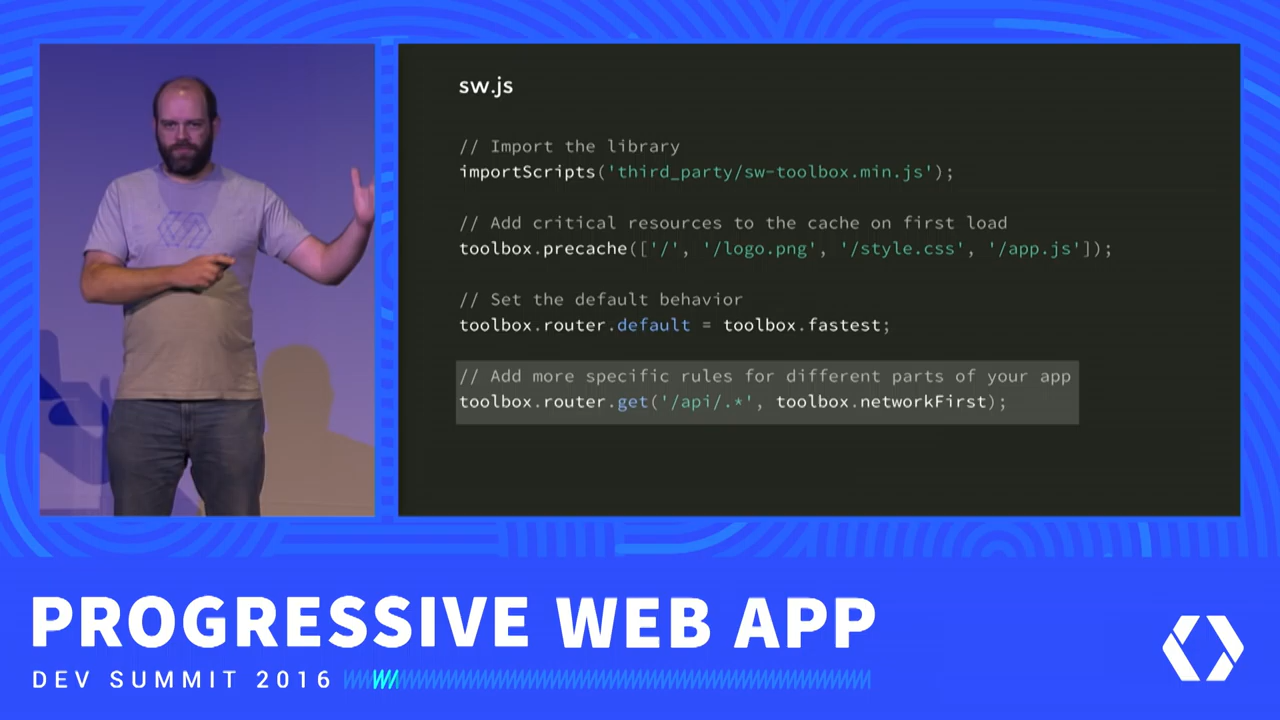 sw.js
// Import the library
importScripts('third_party/sw-toolbox.min.js');
// Add critical resources to the cache on first load
toolbox.precache(['/', '/logo.png', '/style.css', '/app.js']);
// Set the default behavior
toolbox.router.default = toolbox.fastest;
// Add more specific rules for different parts of your app
toolbox.router.get('/api/.*', toolbox.networkFirst);
PROGRESSIVE WEB APP
DEV SUMMIT 2016